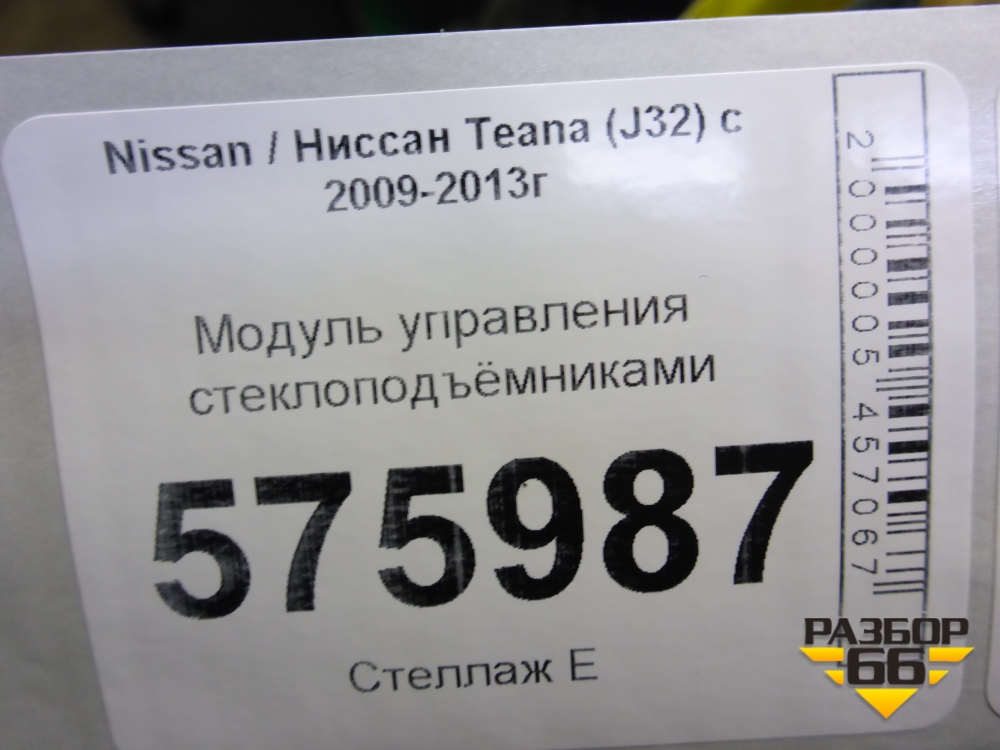 Nissan / Ниссан Teana (J32) с
2009-2013г
Модуль управления
стеклоподъёмниками
575987
Стеллаж Е
2000005457067
РАЗБОР
66